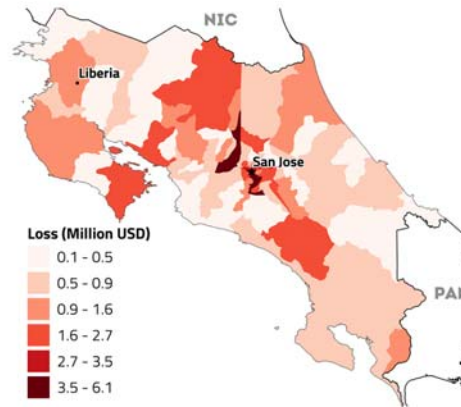 NIC
Liberia
San Jose
Loss (Million USD)
0.1 - 0.5
0.5 - 0.9
0.9 - 1.6
1.6 - 2.7
2.7 - 3.5
3.5 - 6.1
PA